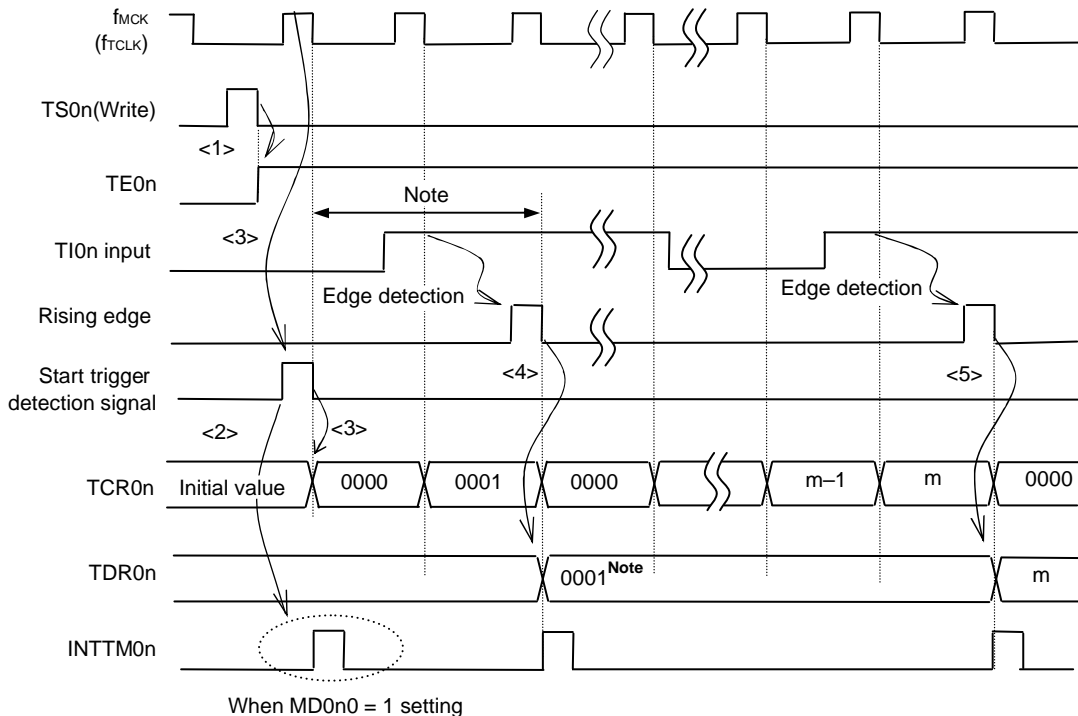 fMCK
(fTCLK)
TS0n(Write)
<1>
TE0n
Note
<3>
TI0n input
Edge detection
Edge detection
Rising edge
<4>
<5>
Start trigger
detection signal
<2>
<3>
TCR0n
Initial value
0000
0001
0000
m–1
m
0000
TDR0n
0001Note
m
INTTM0n
When MD0n0 = 1 setting